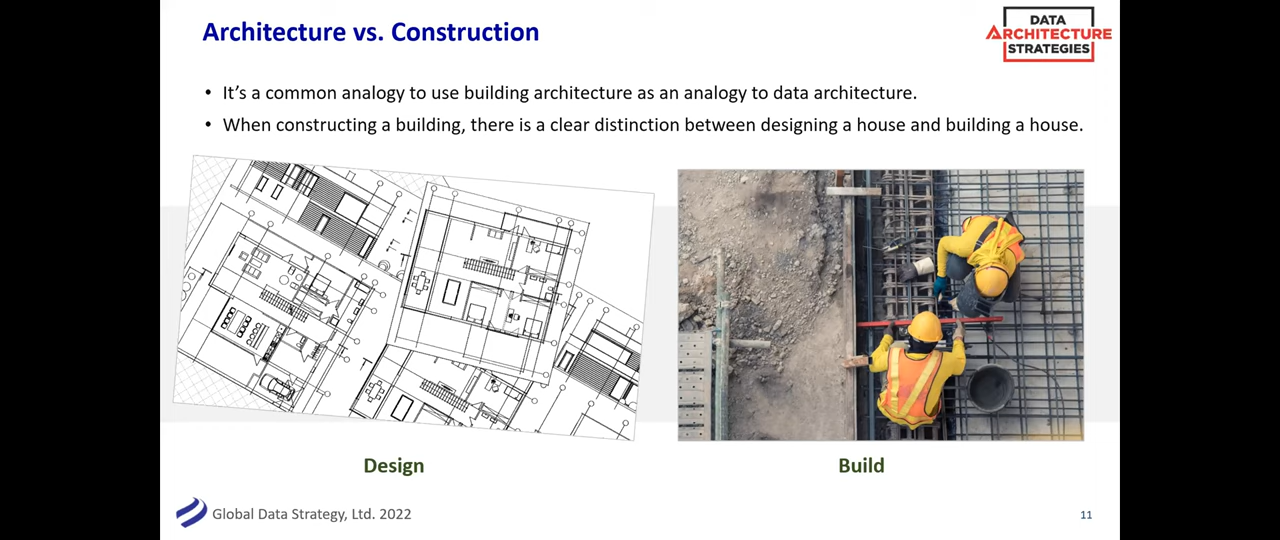 Architecture vs. Construction
DATA
ARCHITECTURE
STRATEGIES
• It's a common analogy to use building architecture as an analogy to data architecture.
• When constructing a building, there is a clear distinction between designing a house and building a house.
Design
Build
Global Data Strategy, Ltd. 2022
11